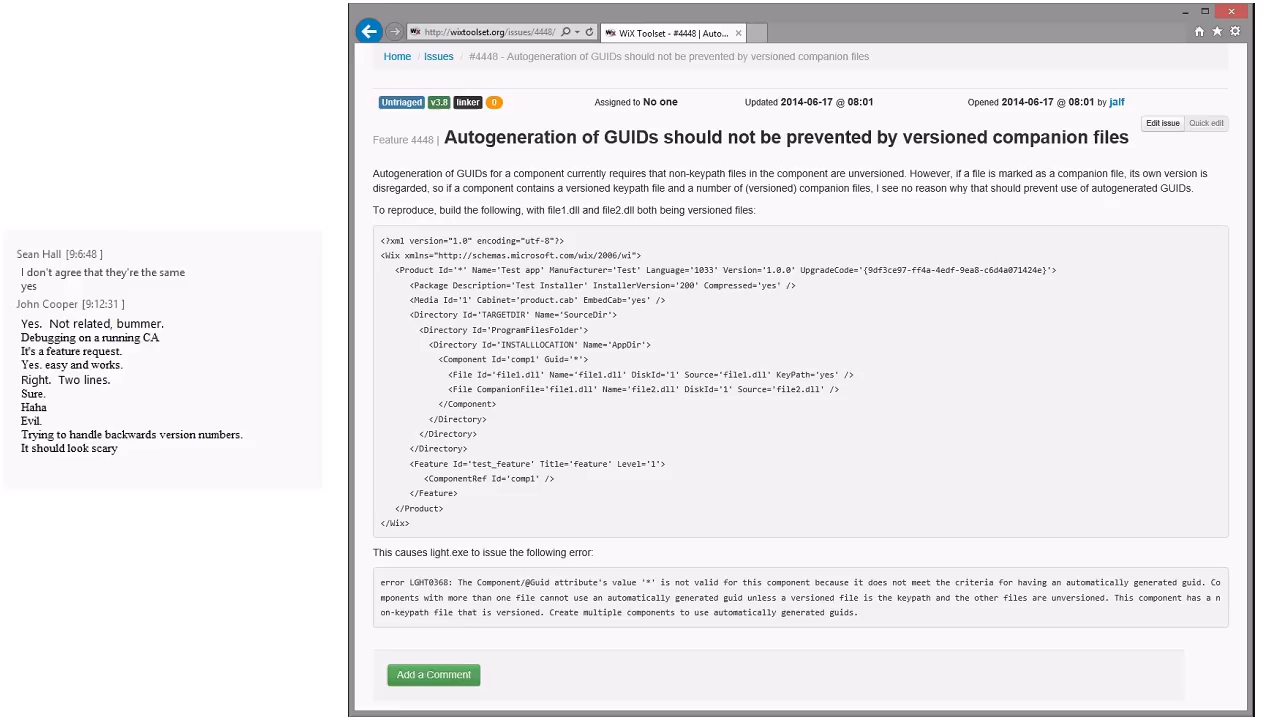 Sean Hall [9:6:48 ]
I don't agree that they're the same
yes
John Cooper [9:12:31 ]
Yes. Not related, bummer.
Debugging on a running CA
It's a feature request.
Yes. easy and works.
Right. Two lines.
Sure.
Haha
Evil.
Trying to handle backwards version numbers.
It should look scary
http://wixtoolset.org/issues/4448/
WiX Toolset - #4448 | Auto...
Home / Issues / #4448 - Autogeneration of GUIDs should not be prevented by versioned companion files
Untriaged v3.8 linker 0 Assigned to No one Updated 2014-06-17 @ 08:01 Opened 2014-06-17 @ 08:01 by jalf
Edit issue Quick edit
Feature 4448 | Autogeneration of GUIDs should not be prevented by versioned companion files
Autogeneration of GUIDs for a component currently requires that non-keypath files in the component are unversioned. However, if a file is marked as a companion file, its own version is
disregarded, so if a component contains a versioned keypath file and a number of (versioned) companion files, I see no reason why that should prevent use of autogenerated GUIDs.
To reproduce, build the following, with file1.dll and file2.dll both being versioned files:
<?xml version="1.0" encoding="utf-8"?>
<Wix xmlns="http://schemas.microsoft.com/wix/2006/wi">
<Product Id='*' Name='Test app' Manufacturer='Test' Language='1033' Version='1.0.0' UpgradeCode='{9df3ce97-ff4a-4edf-9ea8-c6d4a071424e}'>
<Package Description='Test Installer' InstallerVersion='200' Compressed='yes' />
<Media Id='1' Cabinet='product.cab' EmbedCab='yes' />
<Directory Id='TARGETDIR' Name='SourceDir'>
<Directory Id='ProgramFilesFolder'>
<Directory Id='INSTALLLOCATION' Name='AppDir'>
<Component Id='comp1' Guid='*'>
<File Id='file1.dll' Name='file1.dll' DiskId='1' Source='file1.dll' KeyPath='yes' />
<File CompanionFile='file1.dll' Name='file2.dll' DiskId='1' Source='file2.dll' />
</Component>
</Directory>
</Directory>
</Directory>
<Feature Id='test_feature' Title='feature' Level='1'>
<ComponentRef Id='comp1' />
</Feature>
</Product>
</Wix>
This causes light.exe to issue the following error:
error LGHT0368: The Component/@Guid attribute's value '*' is not valid for this component because it does not meet the criteria for having an automatically generated guid. Co
mponents with more than one file cannot use an automatically generated guid unless a versioned file is the keypath and the other files are unversioned. This component has a n
on-keypath file that is versioned. Create multiple components to use automatically generated guids.
Add a Comment